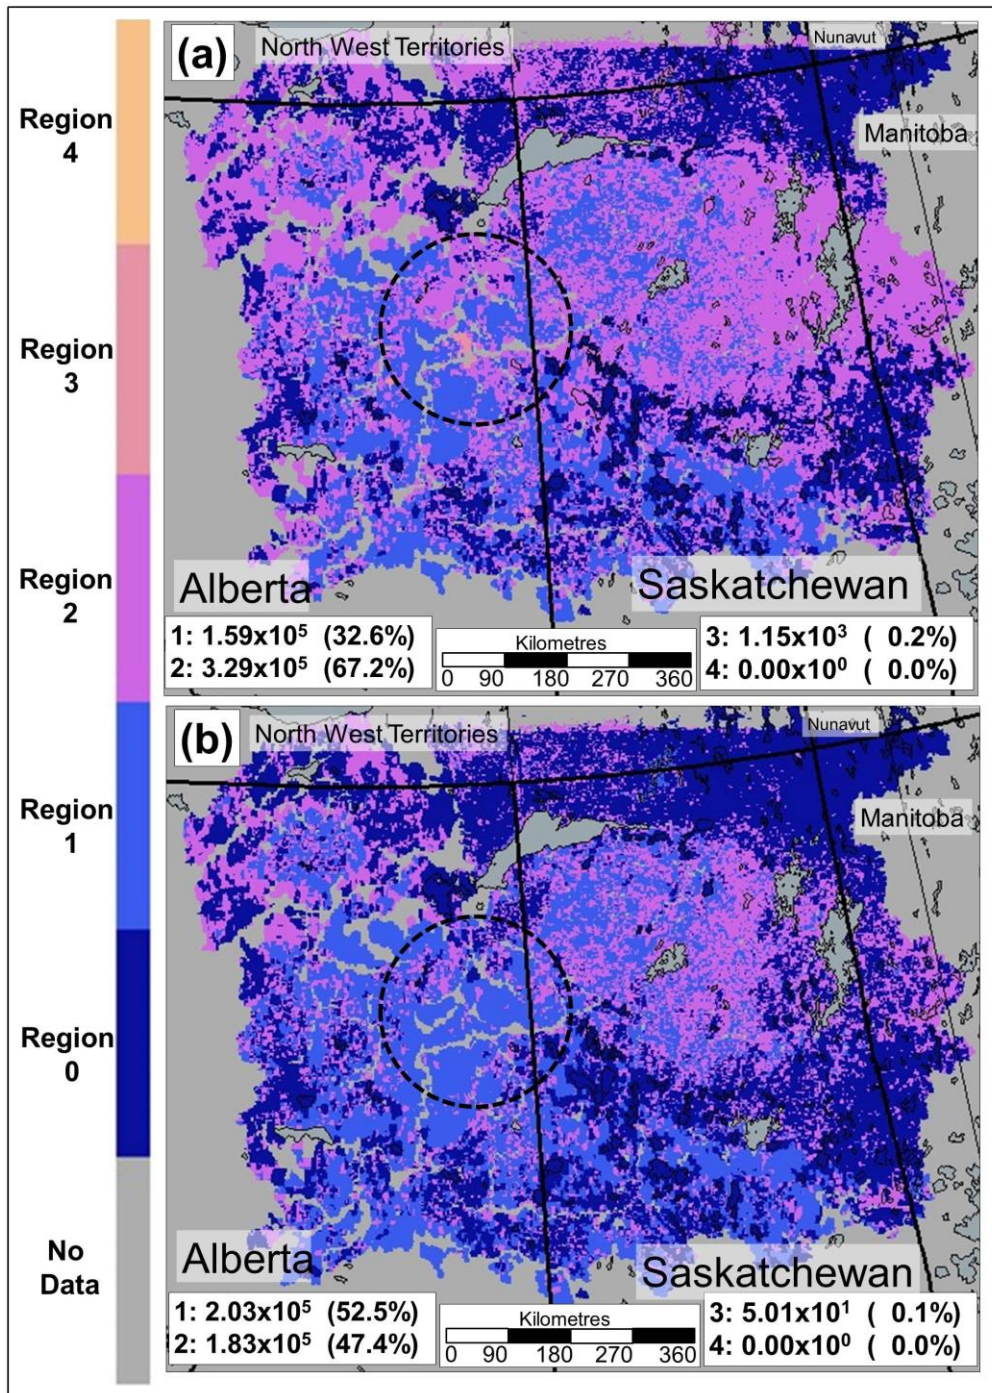 Region
4
Region
3
Region
2
Region
1
Region
0
No
Data
(a)
North West Territories
Nunavut
Manitoba
Alberta
Saskatchewan
1: 1.59x10⁵ (32.6%)
2: 3.29x10⁵ (67.2%)
Kilometres
0 90 180 270 360
3: 1.15x10³ ( 0.2%)
4: 0.00x10⁰ ( 0.0%)
(b)
North West Territories
Nunavut
Manitoba
Alberta
Saskatchewan
1: 2.03x10⁵ (52.5%)
2: 1.83x10⁵ (47.4%)
Kilometres
0 90 180 270 360
3: 5.01x10¹ ( 0.1%)
4: 0.00x10⁰ ( 0.0%)